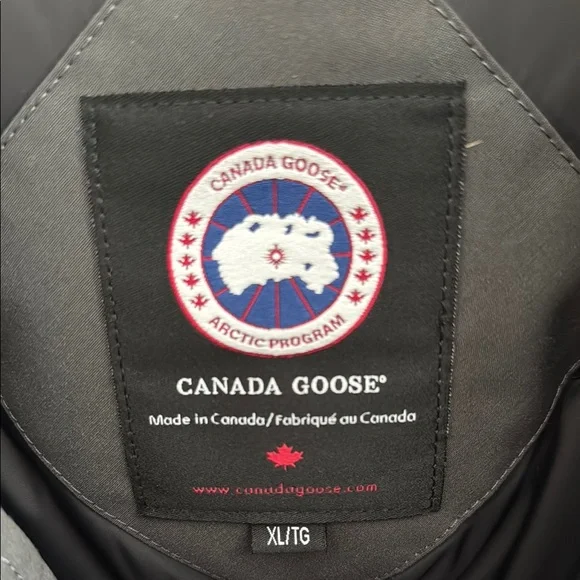 CANADA GOOSE®
ARCTIC PROGRAM
CANADA GOOSE®
Made in Canada/Fabriqué au Canada
www.canadagoose.com
XL/TG